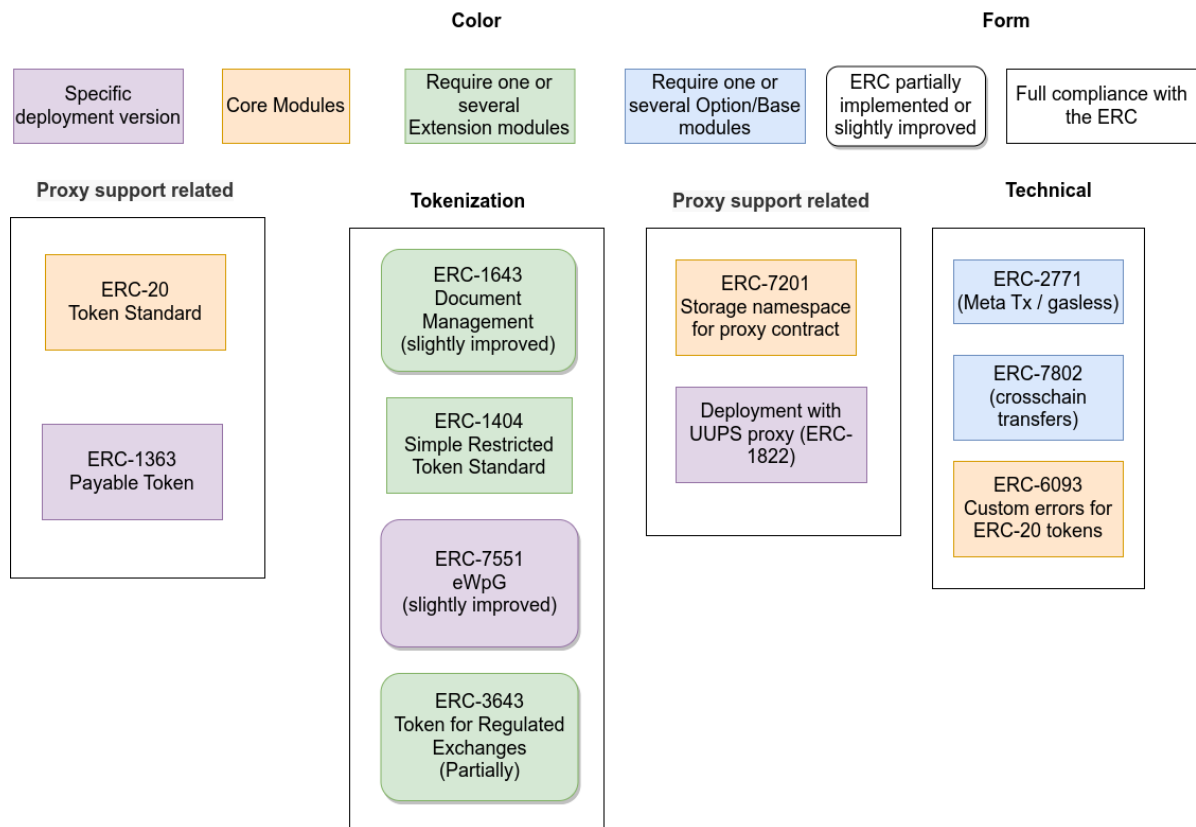 Color
Form
Specific
deployment version
Core Modules
Require one or
several
Extension modules
Require one or
several Option/Base
modules
ERC partially
implemented or
slightly improved
Full compliance with
the ERC
Proxy support related
ERC-20
Token Standard
ERC-1363
Payable Token
Tokenization
ERC-1643
Document
Management
(slightly improved)
ERC-1404
Simple Restricted
Token Standard
ERC-7551
eWpG
(slightly improved)
ERC-3643
Token for Regulated
Exchanges
(Partially)
Proxy support related
ERC-7201
Storage namespace
for proxy contract
Deployment with
UUPS proxy (ERC-
1822)
Technical
ERC-2771
(Meta Tx / gasless)
ERC-7802
(crosschain
transfers)
ERC-6093
Custom errors for
ERC-20 tokens